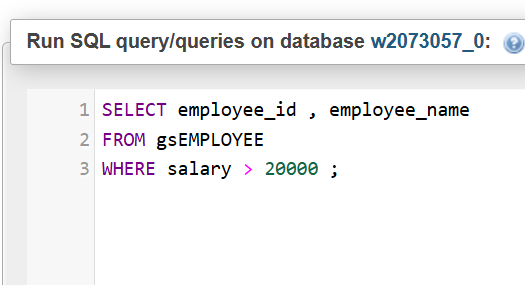 Run SQL query/queries on database w2073057_0:
1 SELECT employee_id , employee_name
2 FROM gsEMPLOYEE
3 WHERE salary > 20000 ;